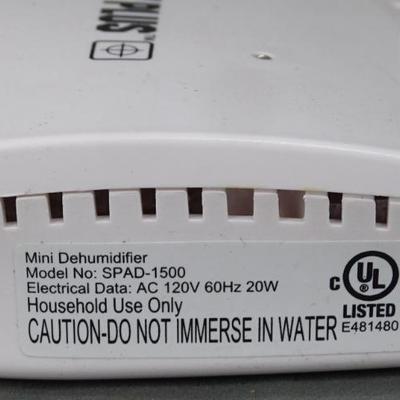 PLUS
Mini Dehumidifier
Model No: SPAD-1500
Electrical Data: AC 120V 60Hz 20W
Household Use Only
CAUTION-DO NOT IMMERSE IN WATER
C UL
LISTED
E481480